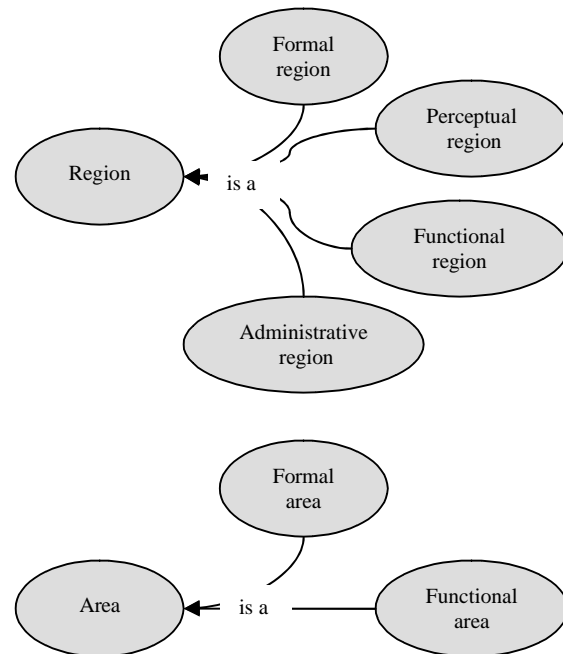 Formal
region
Perceptual
region
Region
is a
Functional
region
Administrative
region
Formal
area
Area
is a
Functional
area